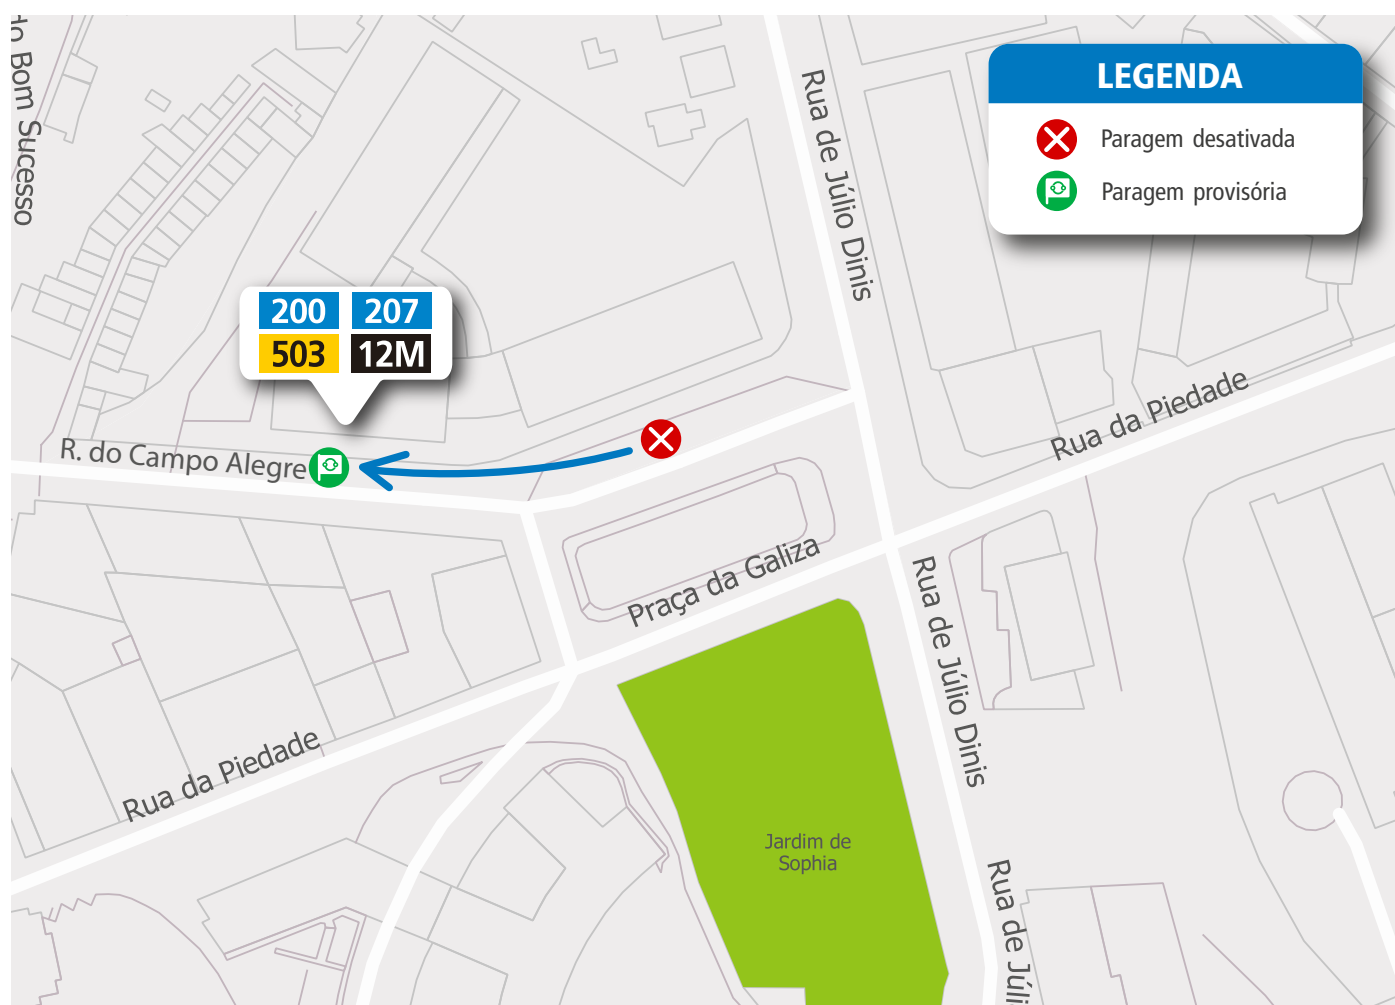 do Bom Sucesso
Rua de Júlio Dinis
LEGENDA
Paragem desativada
Paragem provisória
200 207
503 12M
R. do Campo Alegre
Rua da Piedade
Praça da Galiza
Rua de Júlio Dinis
Rua da Piedade
Jardim de
Sophia
Rua de Júli